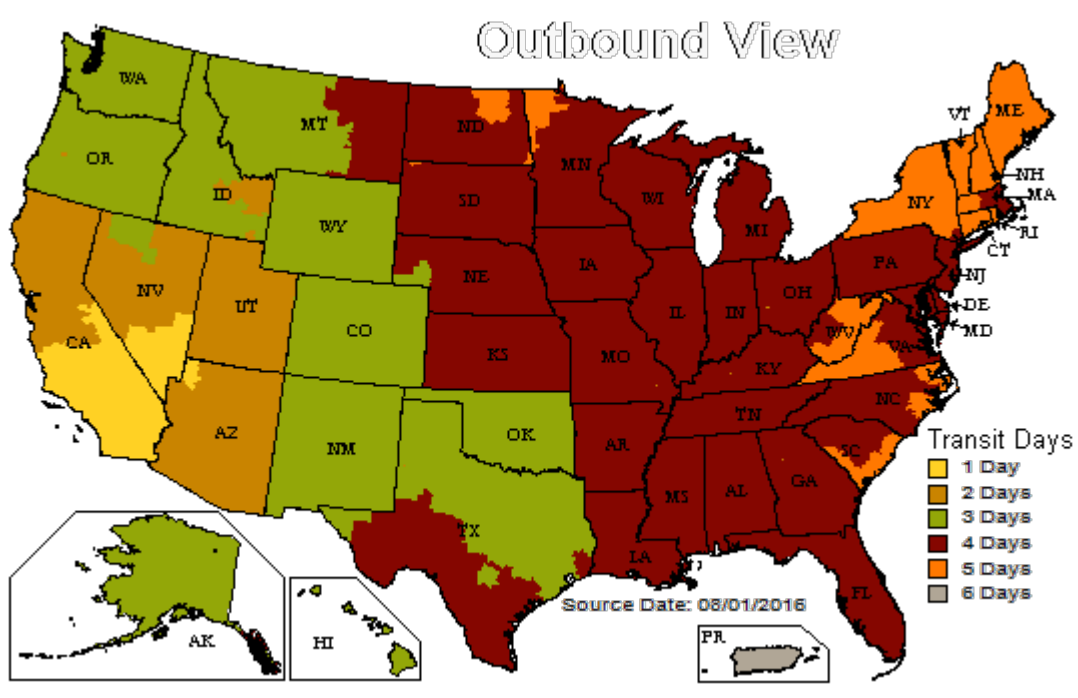 Outbound View
WA
MT
ND
MN
OR
ID
WY
SD
WI
MI
VT
ME
NH
MA
NY
RI
CT
NV
UT
CO
NE
IA
IL
IN
OH
PA
NJ
DE
MD
CA
KS
MO
KY
WV
VA
AZ
NM
OK
AR
TN
NC
SC
MS
AL
GA
TX
LA
FL
Transit Days
1 Day
2 Days
3 Days
4 Days
5 Days
6 Days
Source Date: 08/01/2016
AK
HI
PR